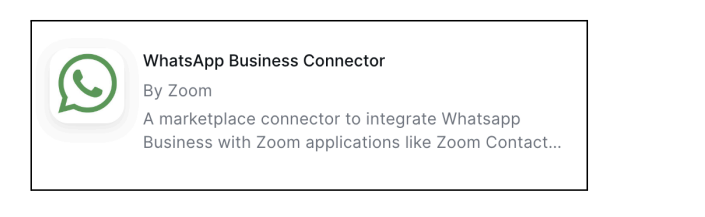 WhatsApp Business Connector
By Zoom
A marketplace connector to integrate Whatsapp
Business with Zoom applications like Zoom Contact...